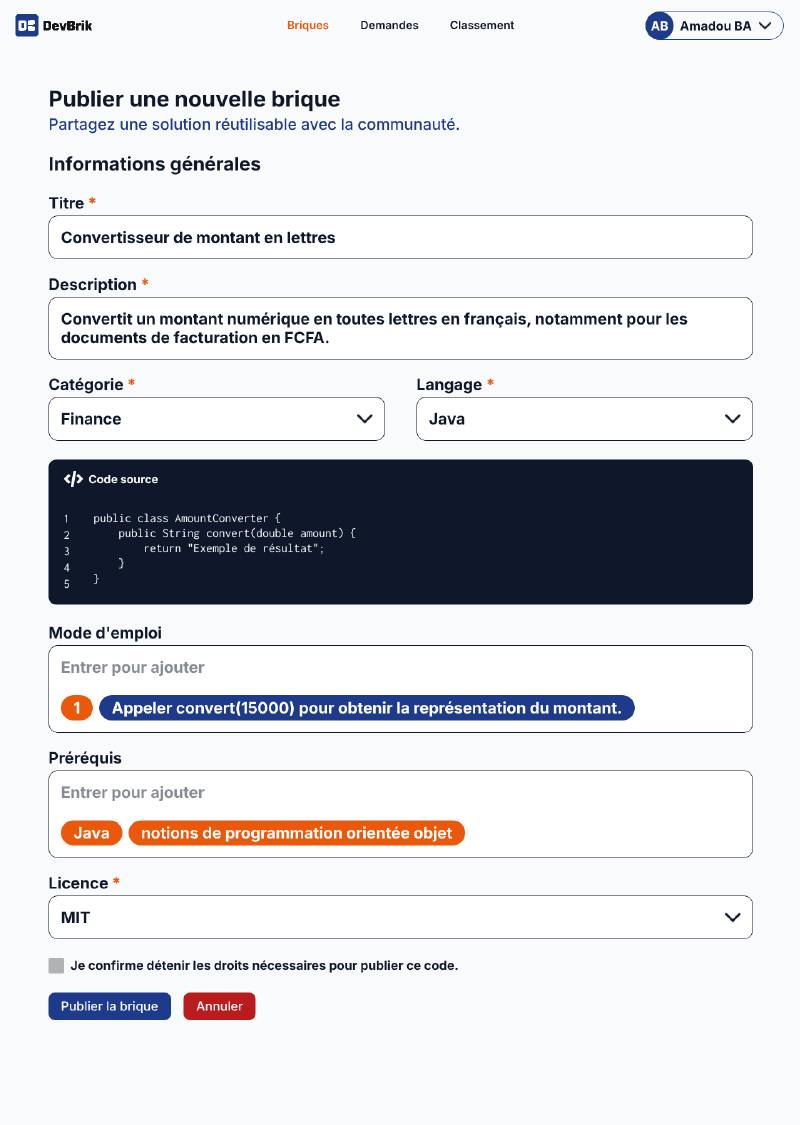 DevBrik
Briques Demandes Classement
AB Amadou BA
Publier une nouvelle brique
Partagez une solution réutilisable avec la communauté.
Informations générales
Titre *
Convertisseur de montant en lettres
Description *
Convertit un montant numérique en toutes lettres en français, notamment pour les
documents de facturation en FCFA.
Catégorie * Langage *
Finance Java
</> Code source
1 public class AmountConverter {
2 public String convert(double amount) {
3 return "Exemple de résultat";
4 }
5 }
Mode d'emploi
Entrer pour ajouter
1 Appeler convert(15000) pour obtenir la représentation du montant.
Préréquis
Entrer pour ajouter
Java notions de programmation orientée objet
Licence *
MIT
Je confirme détenir les droits nécessaires pour publier ce code.
Publier la brique Annuler